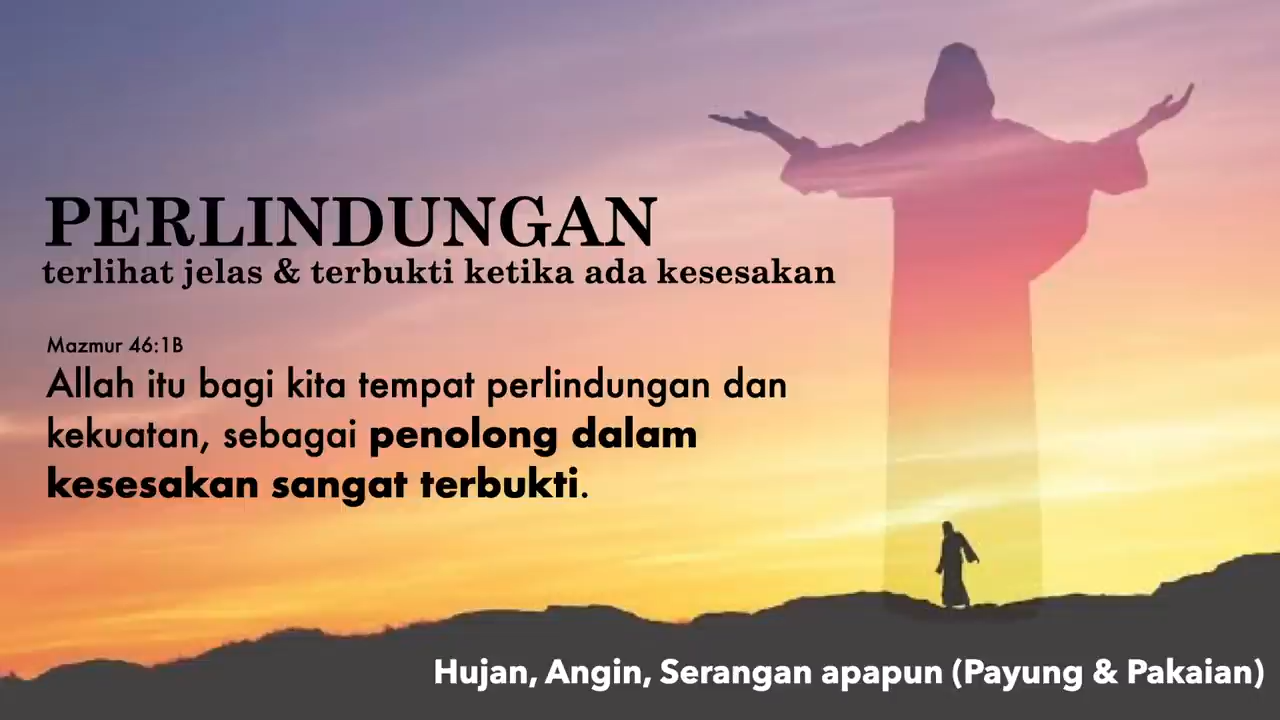 PERLINDUNGAN
terlihat jelas & terbukti ketika ada kesesakan
Mazmur 46:1B
Allah itu bagi kita tempat perlindungan dan
kekuatan, sebagai penolong dalam
kesesakan sangat terbukti.
Hujan, Angin, Serangan apapun (Payung & Pakaian)